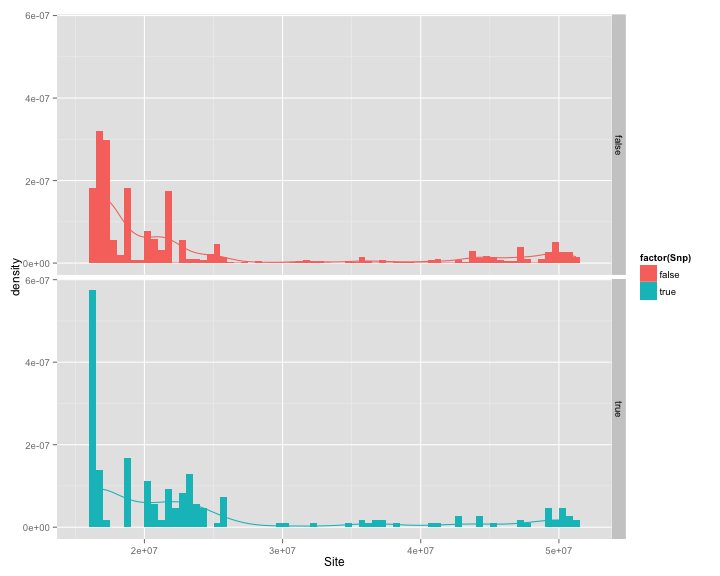 6e-07
4e-07
2e-07
0e+00
false
6e-07
4e-07
2e-07
0e+00
true
density
2e+07
3e+07
4e+07
5e+07
Site
factor(Snp)
false
true